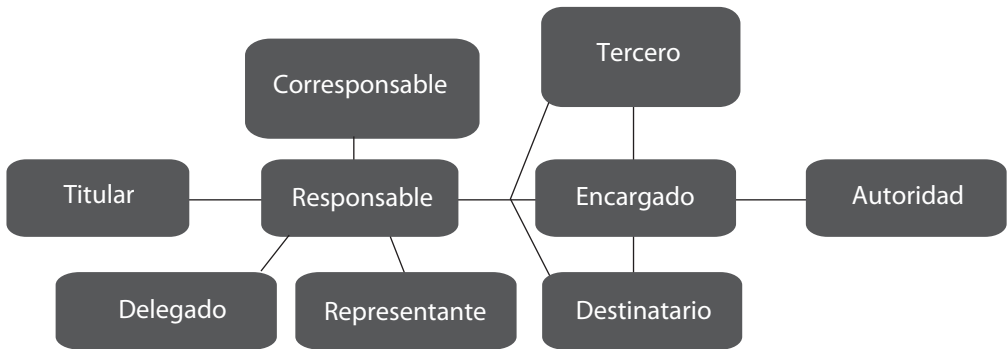 Tercero
Corresponsable
Titular
Responsable
Encargado
Autoridad
Delegado
Representante
Destinatario